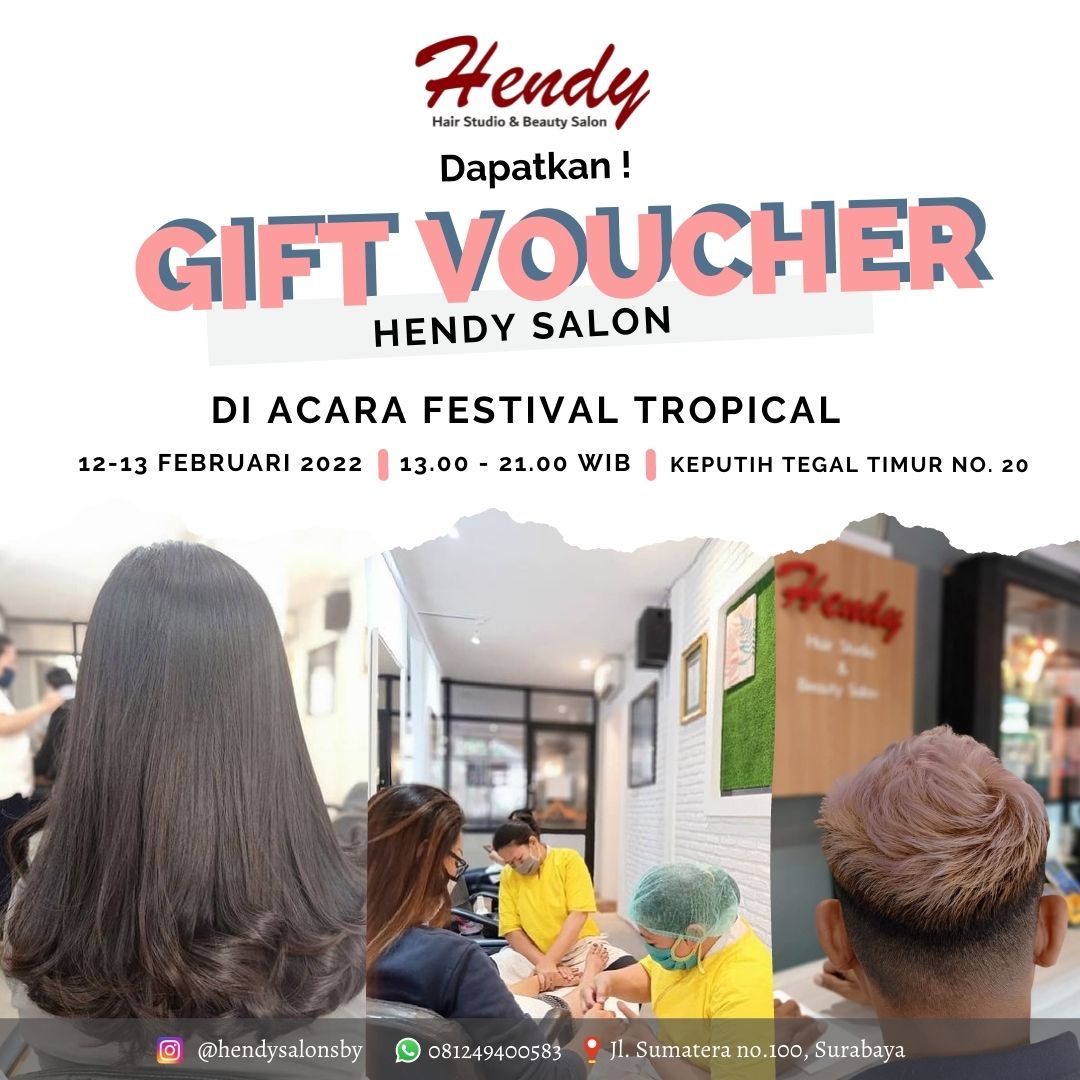 Hendy
Hair Studio & Beauty Salon
Dapatkan !
GIFT VOUCHER
HENDY SALON
DI ACARA FESTIVAL TROPICAL
12-13 FEBRUARI 2022 | 13.00 - 21.00 WIB | KEPUTIH TEGAL TIMUR NO. 20
Hendy
Hair Studio
&
Beauty Salon
@hendysalonsby 081249400583 Jl. Sumatera no.100, Surabaya